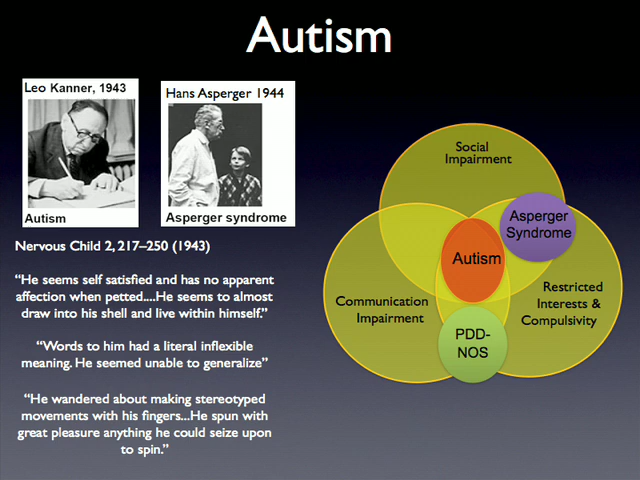 Autism
Leo Kanner, 1943
Autism
Hans Asperger 1944
Asperger syndrome
Nervous Child 2, 217–250 (1943)
“He seems self satisfied and has no apparent
affection when petted....He seems to almost
draw into his shell and live within himself.”
“Words to him had a literal inflexible
meaning. He seemed unable to generalize”
“He wandered about making stereotyped
movements with his fingers...He spun with
great pleasure anything he could seize upon
to spin.”
Social
Impairment
Asperger
Syndrome
Autism
Communication
Impairment
Restricted
Interests &
Compulsivity
PDD-
NOS